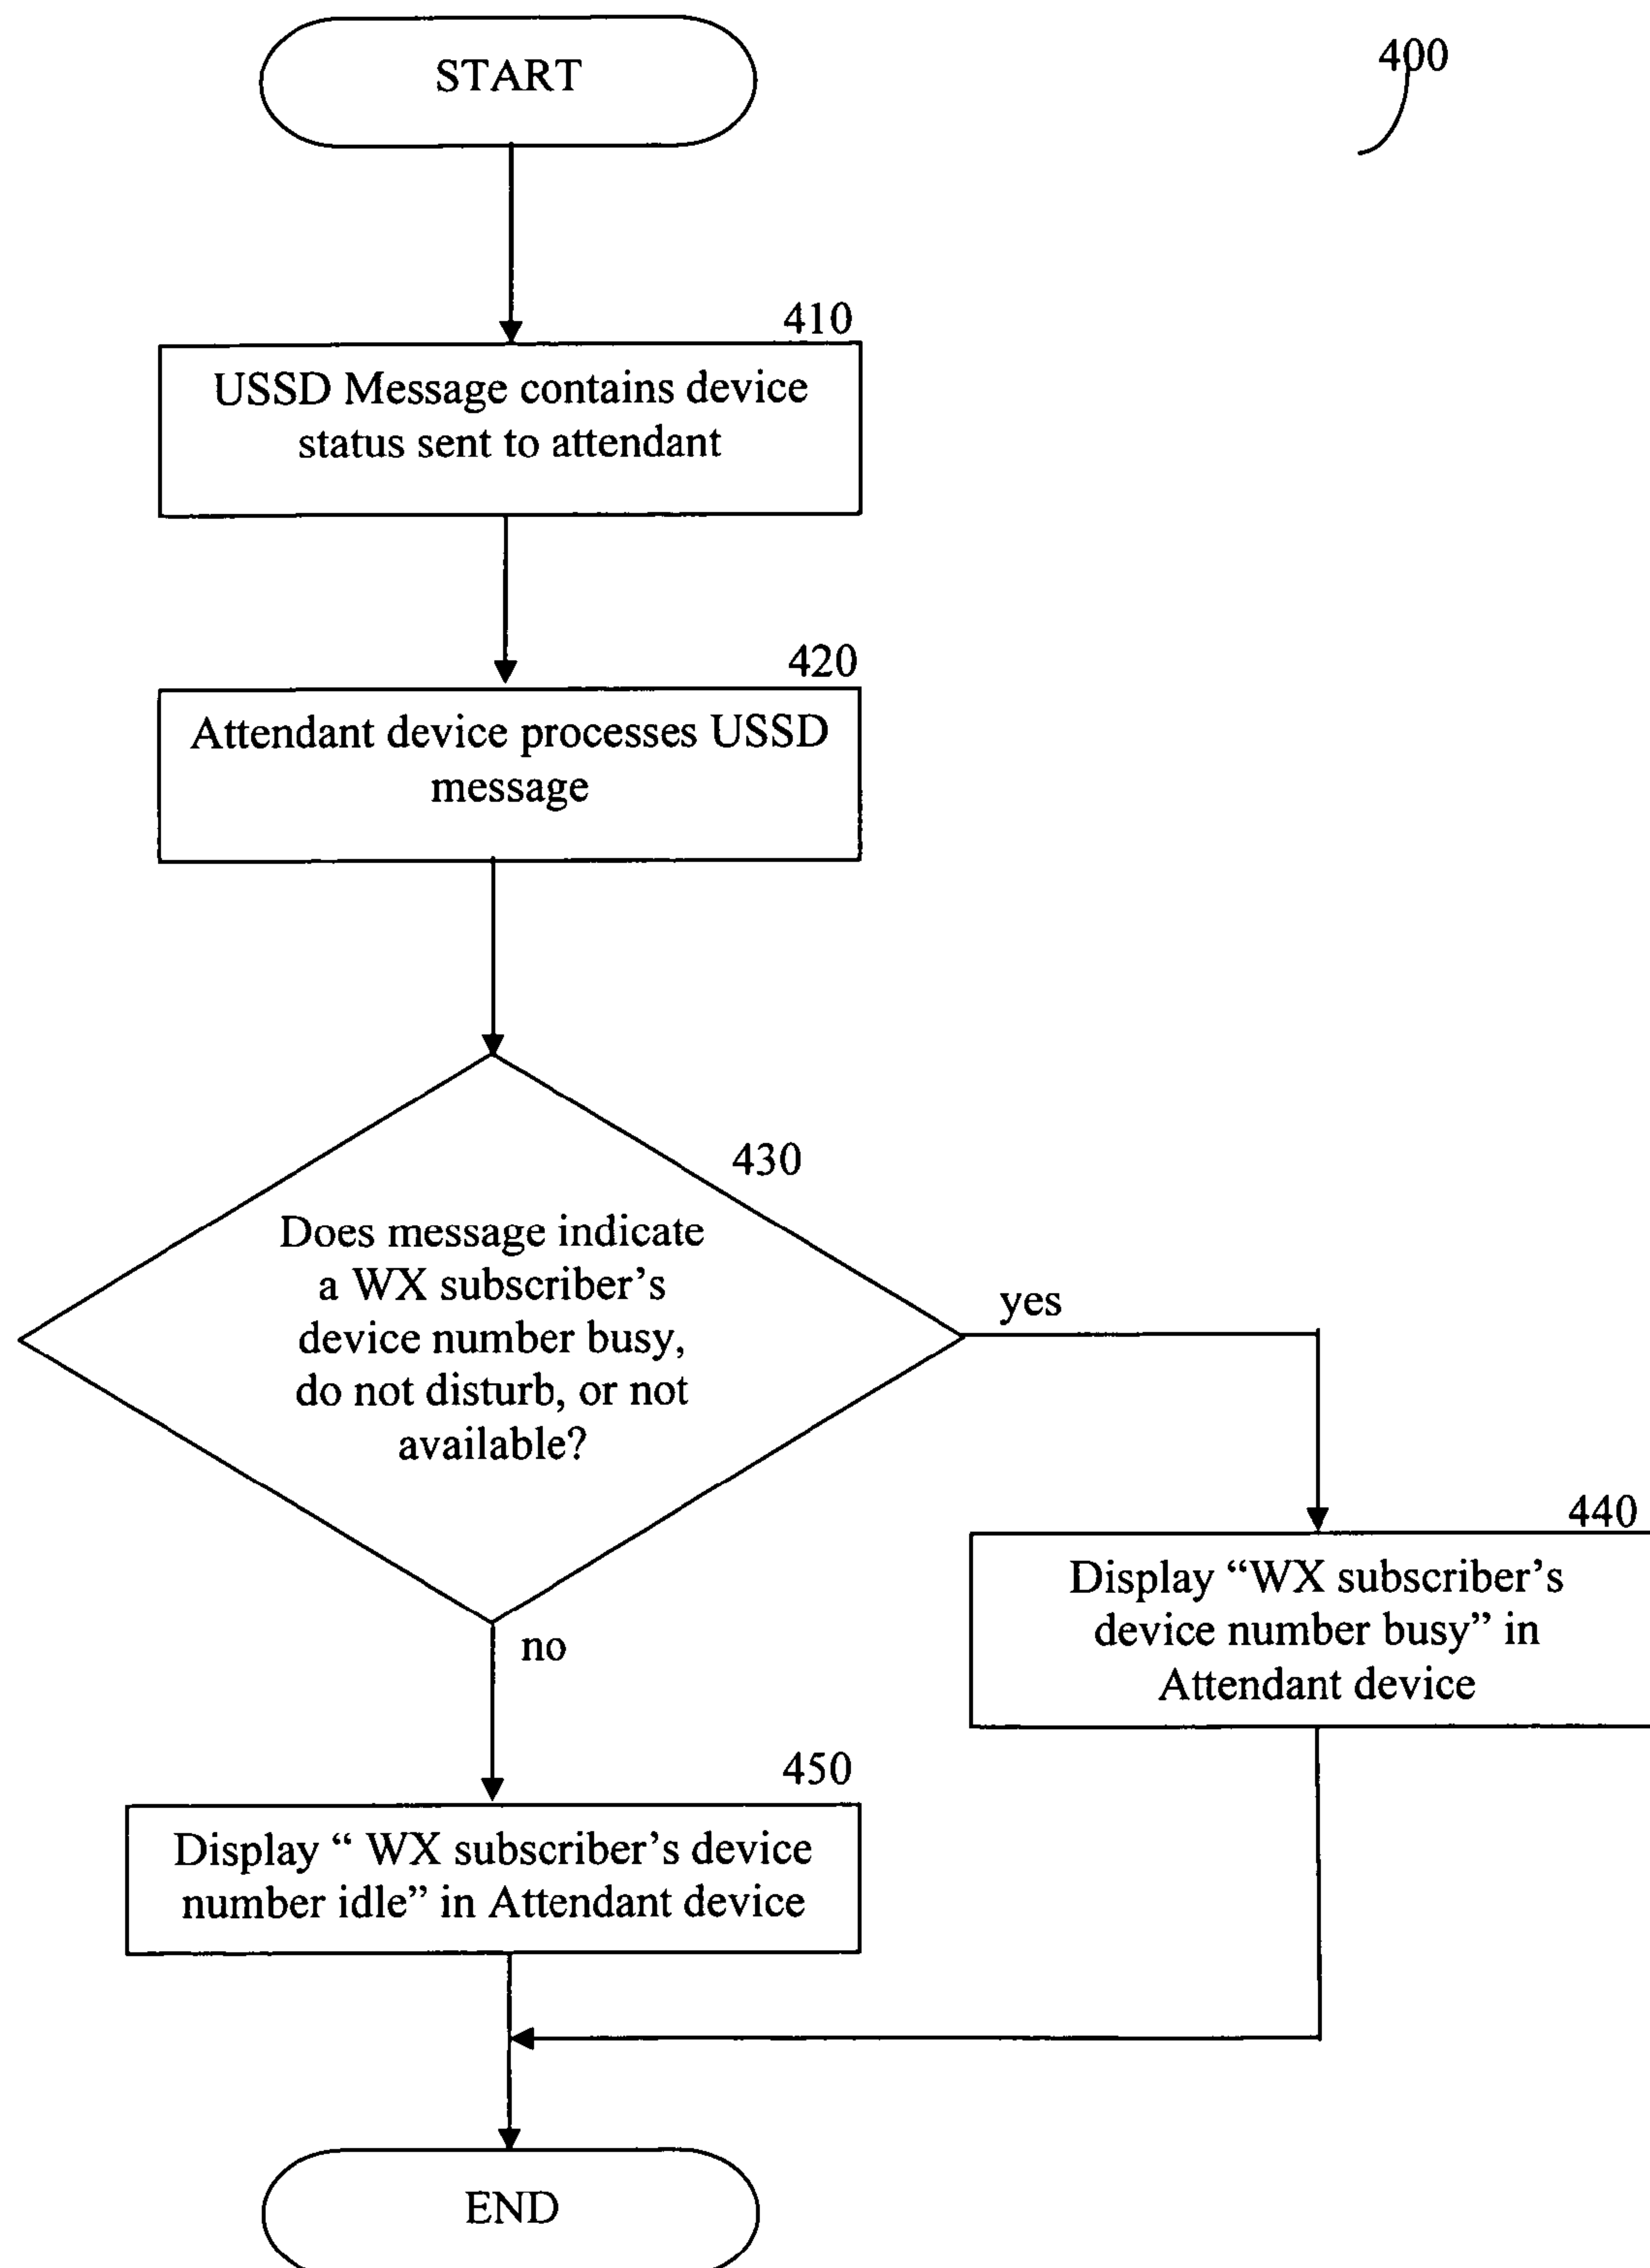 START
400
410
USSD Message contains device
status sent to attendant
420
Attendant device processes USSD
message
430
Does message indicate
a WX subscriber’s
device number busy,
do not disturb, or not
available?
yes
440
Display “WX subscriber’s
device number busy” in
Attendant device
no
450
Display “ WX subscriber’s device
number idle” in Attendant device
END